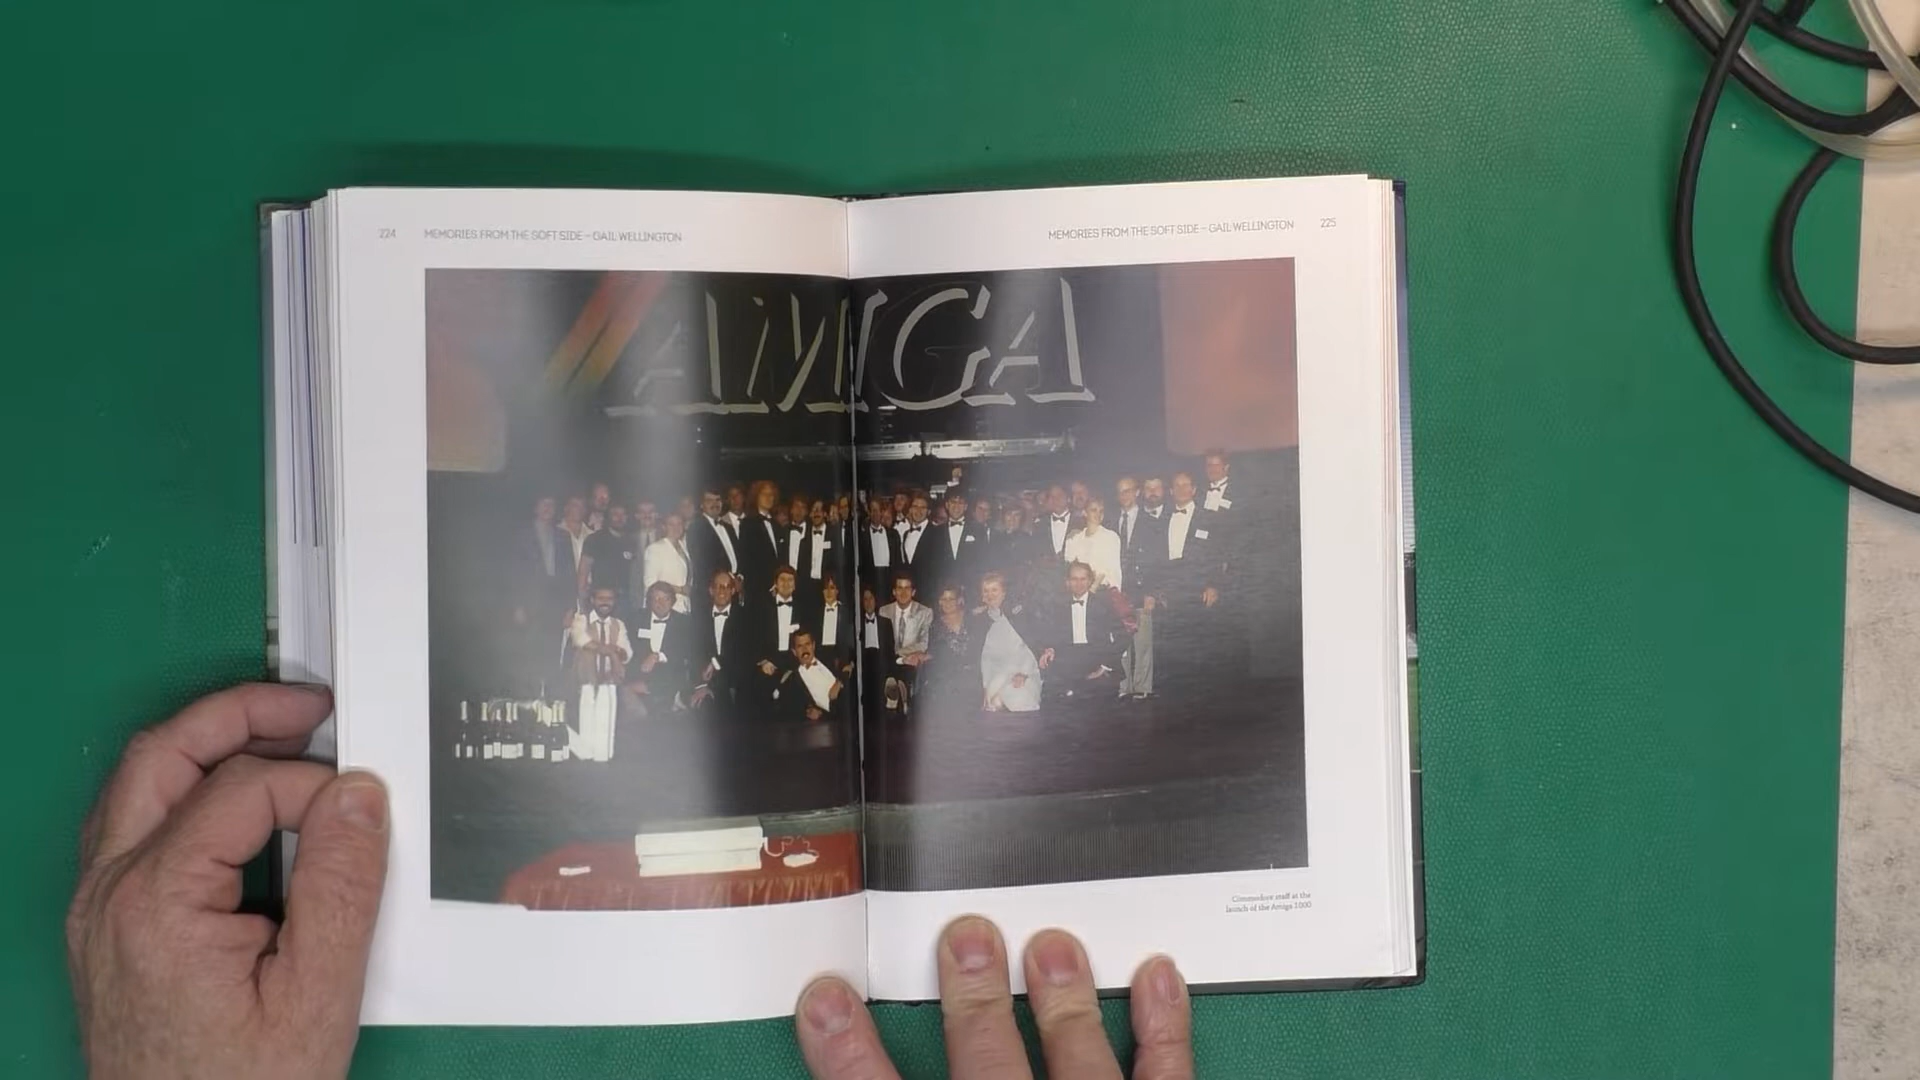 224 MEMORIES FROM THE SOFT SIDE – GAIL WELLINGTON
MEMORIES FROM THE SOFT SIDE – GAIL WELLINGTON 225
AMIGA
Commodore staff at the
launch of the Amiga 1000